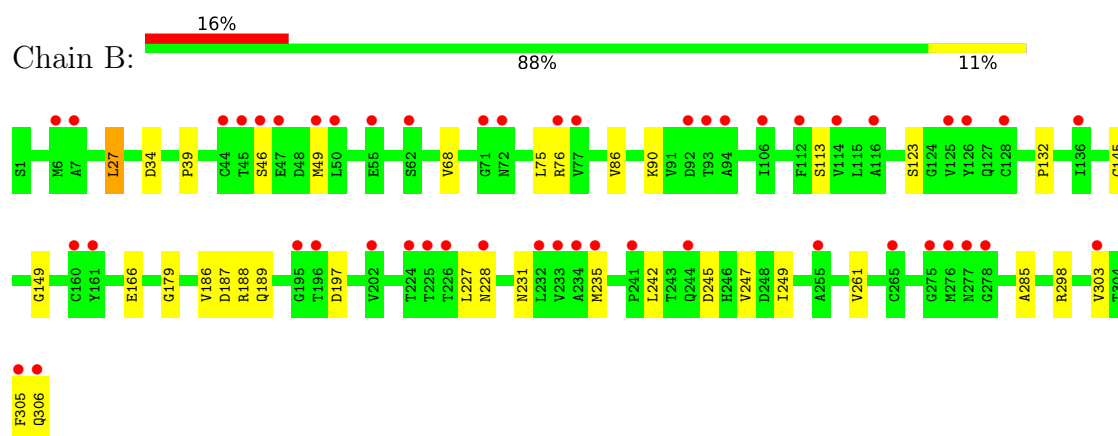 16%
Chain B:
88% 11%
S1 M6 A7 L27 D34 P39 C44 T45 S46 E47 D48 M49 L50 E55 S62 V68 G71 N72 L75 R76 V77 V86 K90 V91 D92 T93 A94 I106 F112 S113 V114 L115 A116 S123 G124 V125 Y126 Q127 C128 P132 I136 C145
G149 C160 Y161 E166 G179 V186 D187 R188 Q189 G195 T196 D197 V202 T224 T225 T226 L227 N228 N231 L232 V233 A234 M235 P241 L242 T243 Q244 D245 H246 V247 D248 I249 A255 V261 C265 G275 M276 N277 G278 A285 R298 V303 T304
F305 Q306